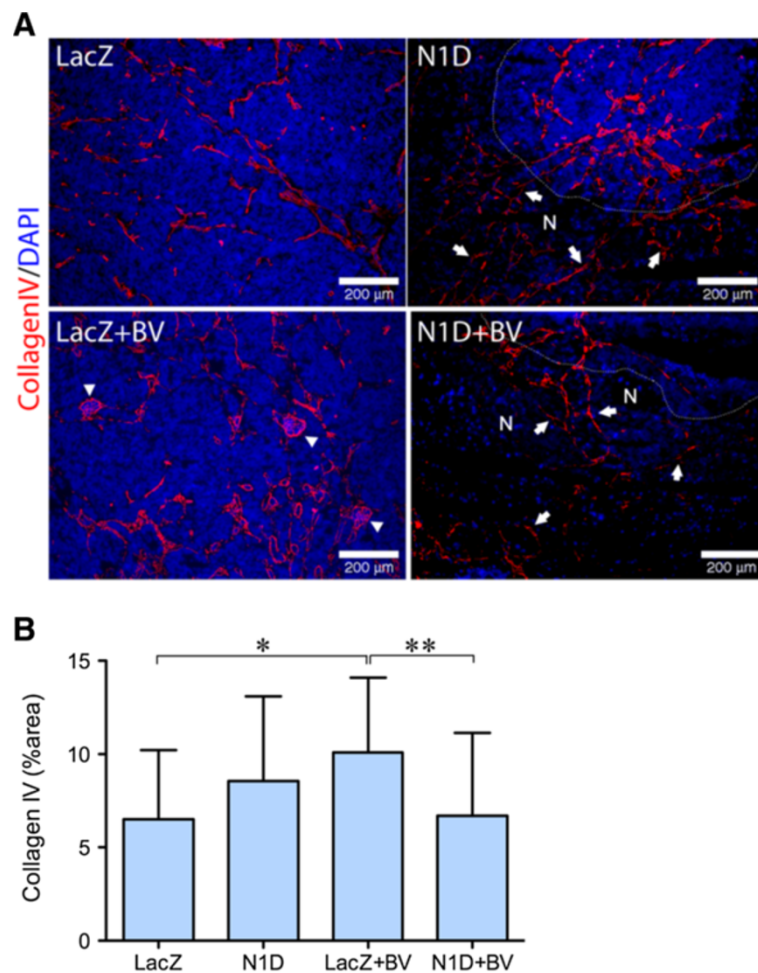 A
LacZ
N1D
N
200 µm
200 µm
CollagenIV/DAPI
LacZ+BV
N1D+BV
N
N
200 µm
200 µm
B
* **
15
10
5
0
Collagen IV (%area)
LacZ N1D LacZ+BV N1D+BV